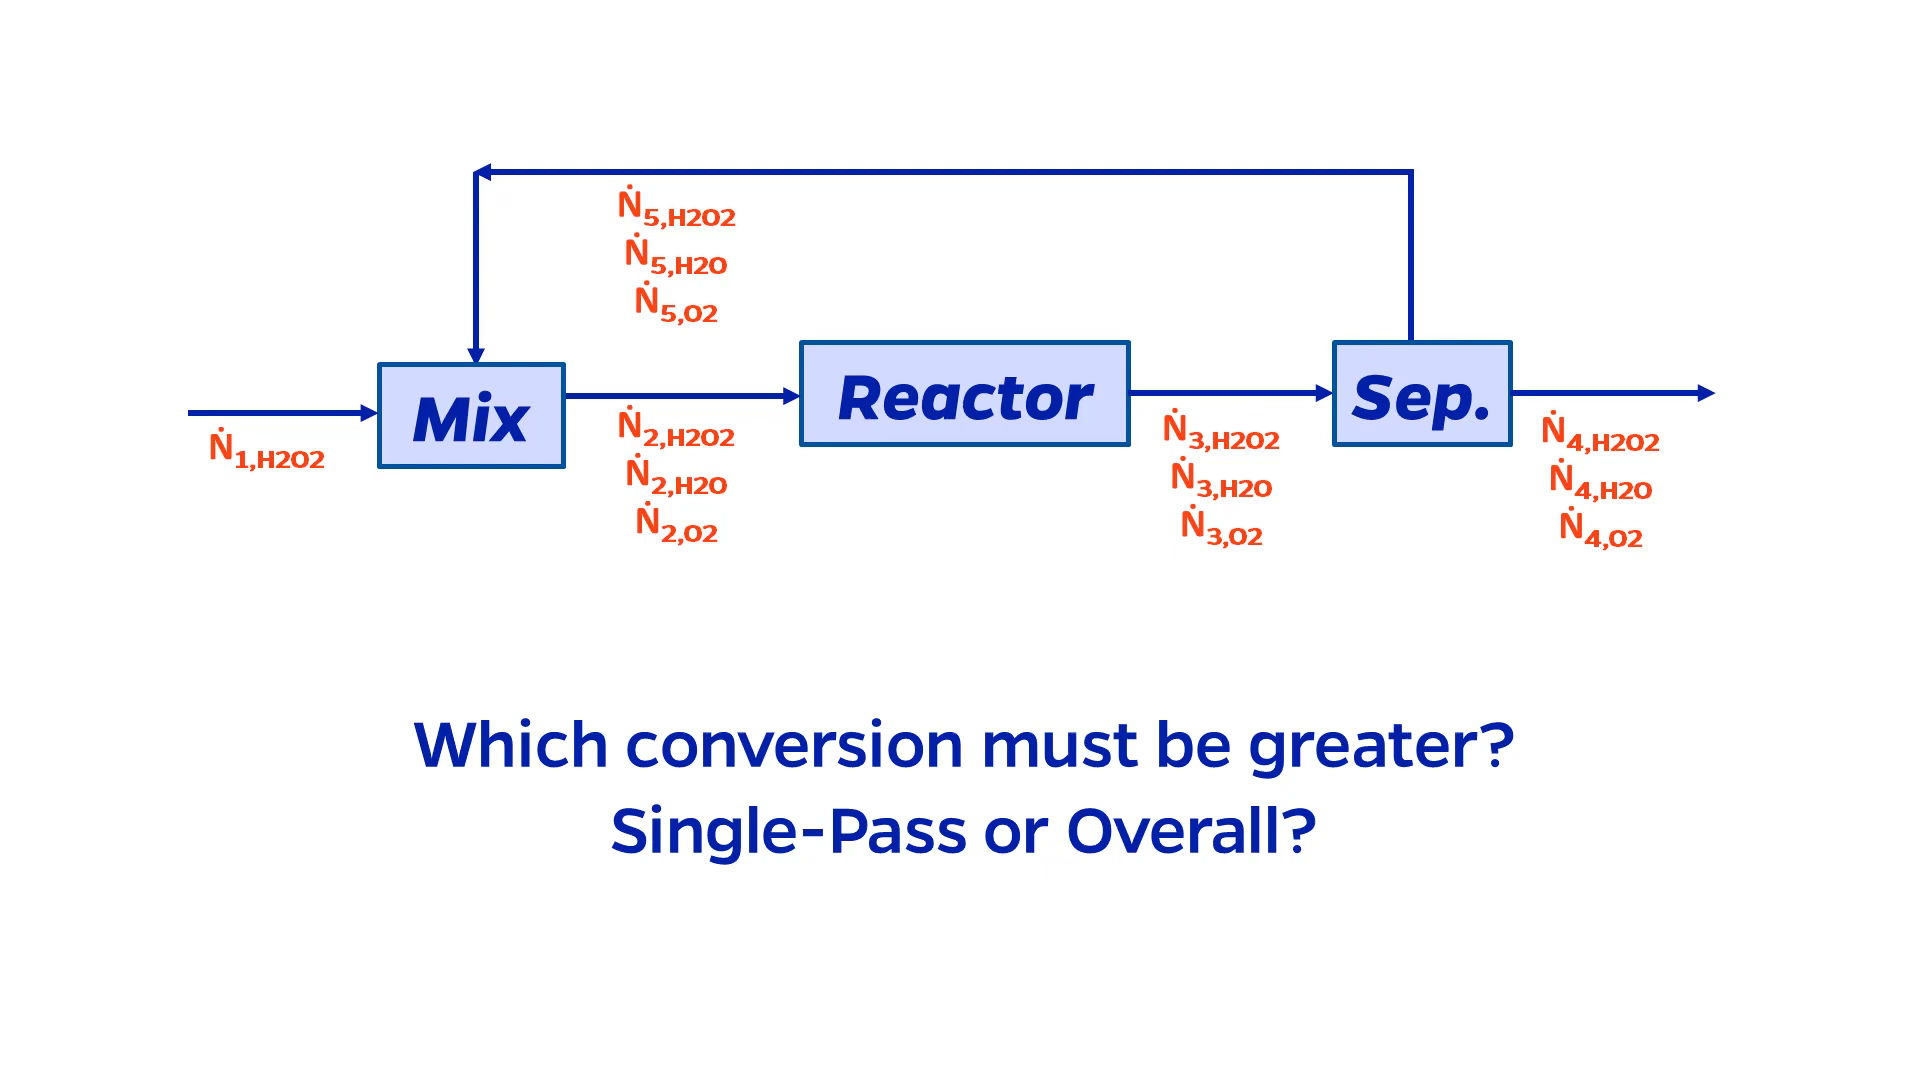 Ṅ5,H2O2
Ṅ5,H2O
Ṅ5,O2
Mix
Reactor
Sep.
Ṅ1,H2O2
Ṅ2,H2O2
Ṅ2,H2O
Ṅ2,O2
Ṅ3,H2O2
Ṅ3,H2O
Ṅ3,O2
Ṅ4,H2O2
Ṅ4,H2O
Ṅ4,O2
Which conversion must be greater?
Single-Pass or Overall?